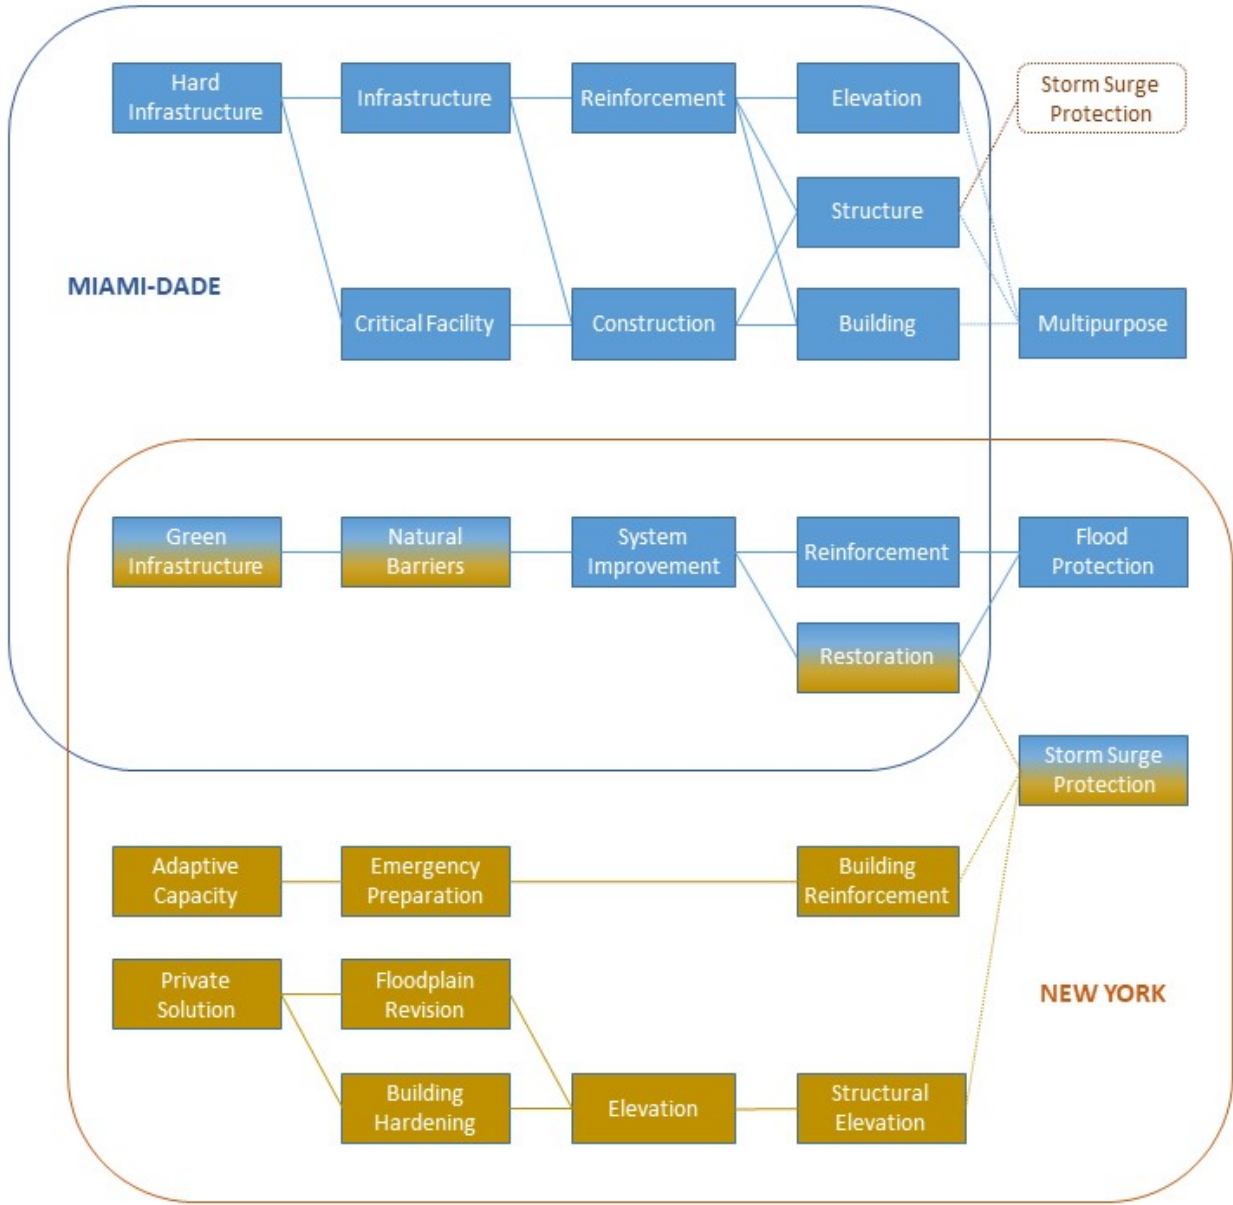 Hard
Infrastructure
Infrastructure
Reinforcement
Elevation
Storm Surge
Protection
Structure
MIAMI-DADE
Critical Facility
Construction
Building
Multipurpose
Green
Infrastructure
Natural
Barriers
System
Improvement
Reinforcement
Flood
Protection
Restoration
Storm Surge
Protection
Adaptive
Capacity
Emergency
Preparation
Building
Reinforcement
Private
Solution
Floodplain
Revision
NEW YORK
Building
Hardening
Elevation
Structural
Elevation